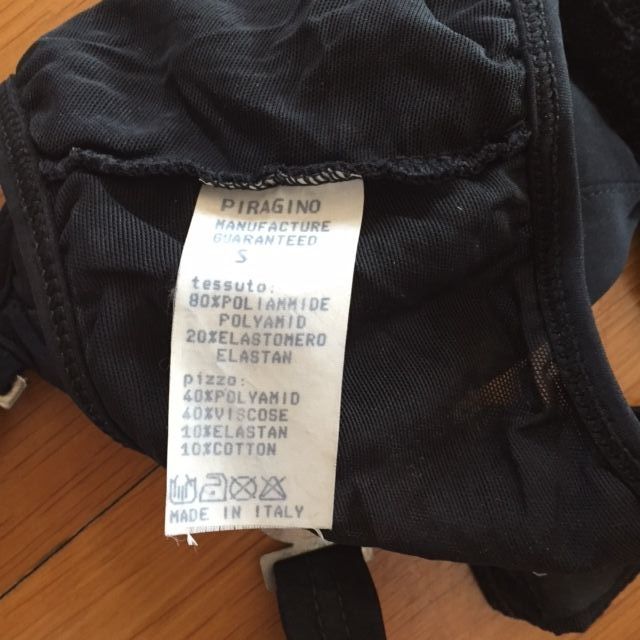 PIRAGINO
MANUFACTURE
GUARANTEED
S
tessuto:
80%POLIAMMIDE
POLYAMID
20%ELASTOMERO
ELASTAN
pizzo:
40%POLYAMID
40%VISCOSE
10%ELASTAN
10%COTTON
MADE IN ITALY